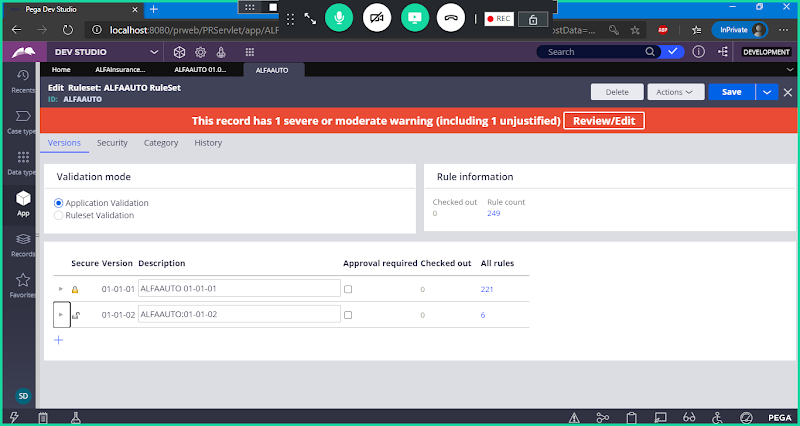 Pega Dev Studio
localhost:8080/prweb/PRServlet/app/ALF
ostData=...
REC
ABP
InPrivate
DEV STUDIO
Search
DEVELOPMENT
Home
ALFAInsurance...
ALFAAUTO 01.0...
ALFAAUTO
Recents
Case type
Data type
App
Records
Favorites
SD
Edit Ruleset: ALFAAUTO RuleSet
ID: ALFAAUTO
Delete
Actions
Save
This record has 1 severe or moderate warning (including 1 unjustified) Review/Edit
Versions Security Category History
Validation mode
Application Validation
Ruleset Validation
Rule information
Checked out Rule count
0 249
Secure Version Description Approval required Checked out All rules
01-01-01 ALFAAUTO 01-01-01 0 221
01-01-02 ALFAAUTO:01-01-02 0 6
PEGA